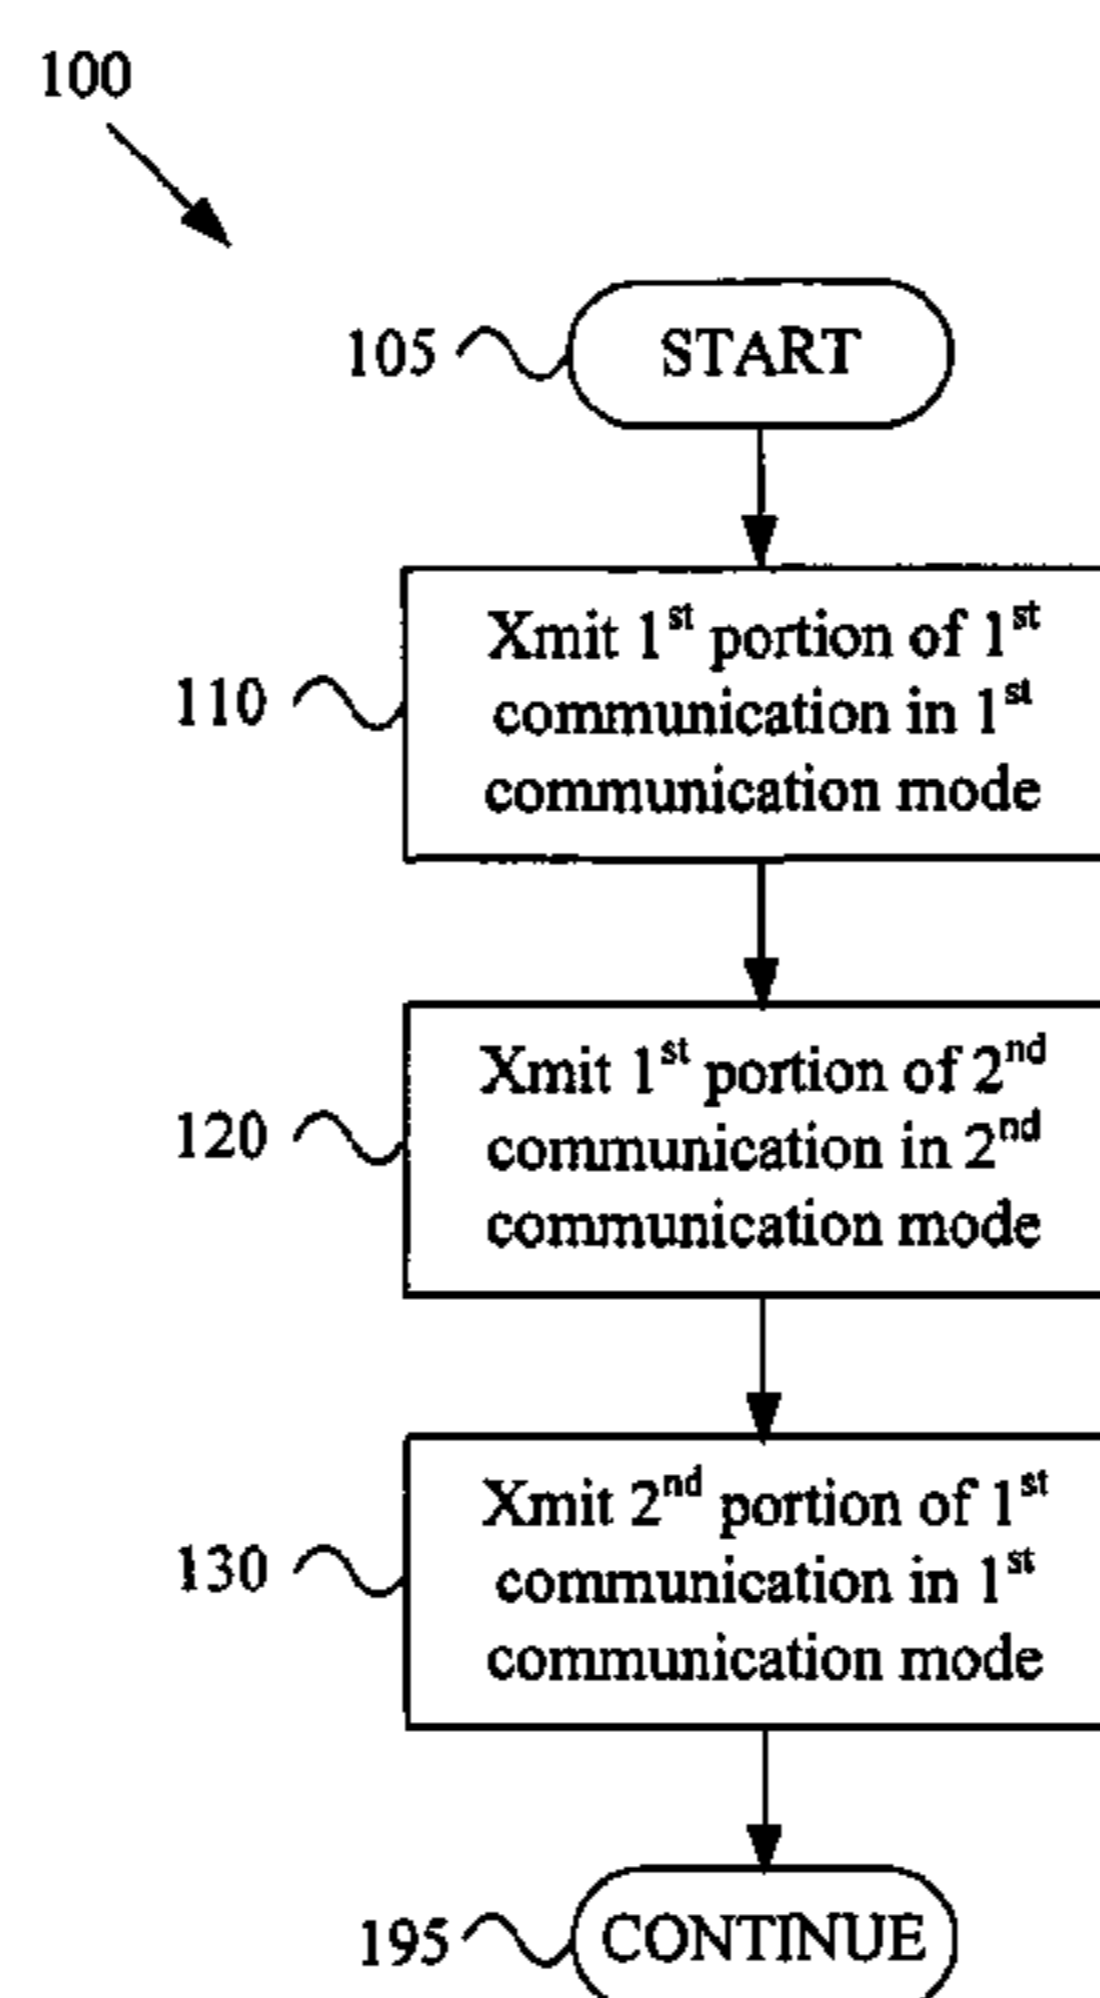 100
105 START
110
Xmit 1st portion of 1st
communication in 1st
communication mode
120
Xmit 1st portion of 2nd
communication in 2nd
communication mode
130
Xmit 2nd portion of 1st
communication in 1st
communication mode
195 CONTINUE